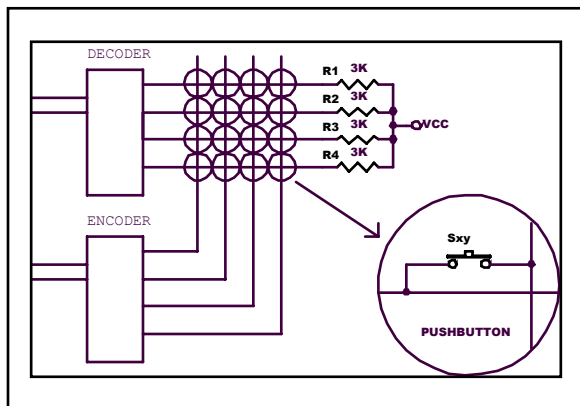 DECODER
R1 3K
R2 3K
R3 3K
R4 3K
VCC
ENCODER
Sxy
PUSHBUTTON